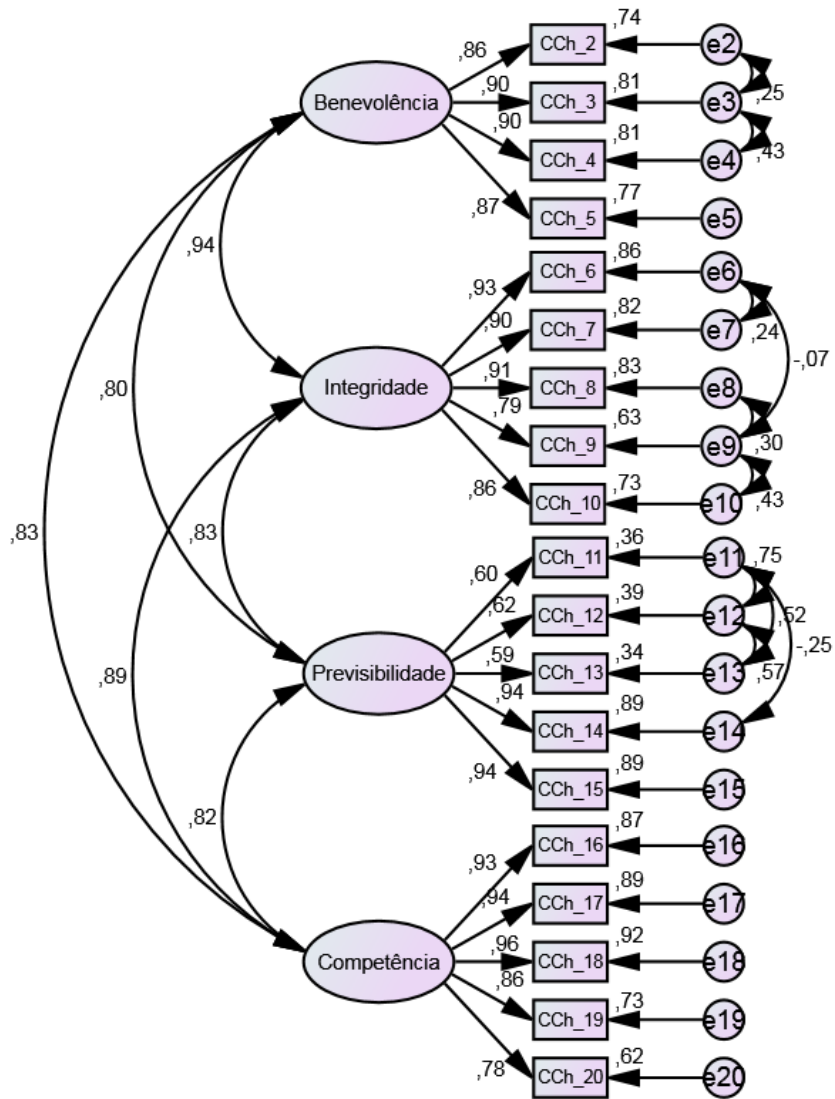 ,74
,86
CCh_2
e2
,90
,81
CCh_3
e3
,25
Benevolência
,90
,81
CCh_4
e4
,43
,87
,77
CCh_5
e5
,94
,86
CCh_6
e6
,93
,82
CCh_7
e7
,24
,90
-,07
,83
CCh_8
e8
Integridade
,91
,80
,79
,63
CCh_9
e9
,30
,86
,73
CCh_10
e10
,43
,83
,83
,36
CCh_11
e11
,75
,60
,39
CCh_12
e12
,52
,62
-,25
,34
CCh_13
e13
,57
Previsibilidade
,59
,89
,94
,89
CCh_14
e14
,94
,89
CCh_15
e15
,82
,87
CCh_16
e16
,93
,89
CCh_17
e17
,94
,92
CCh_18
e18
Competência
,96
,86
,73
CCh_19
e19
,78
,62
CCh_20
e20